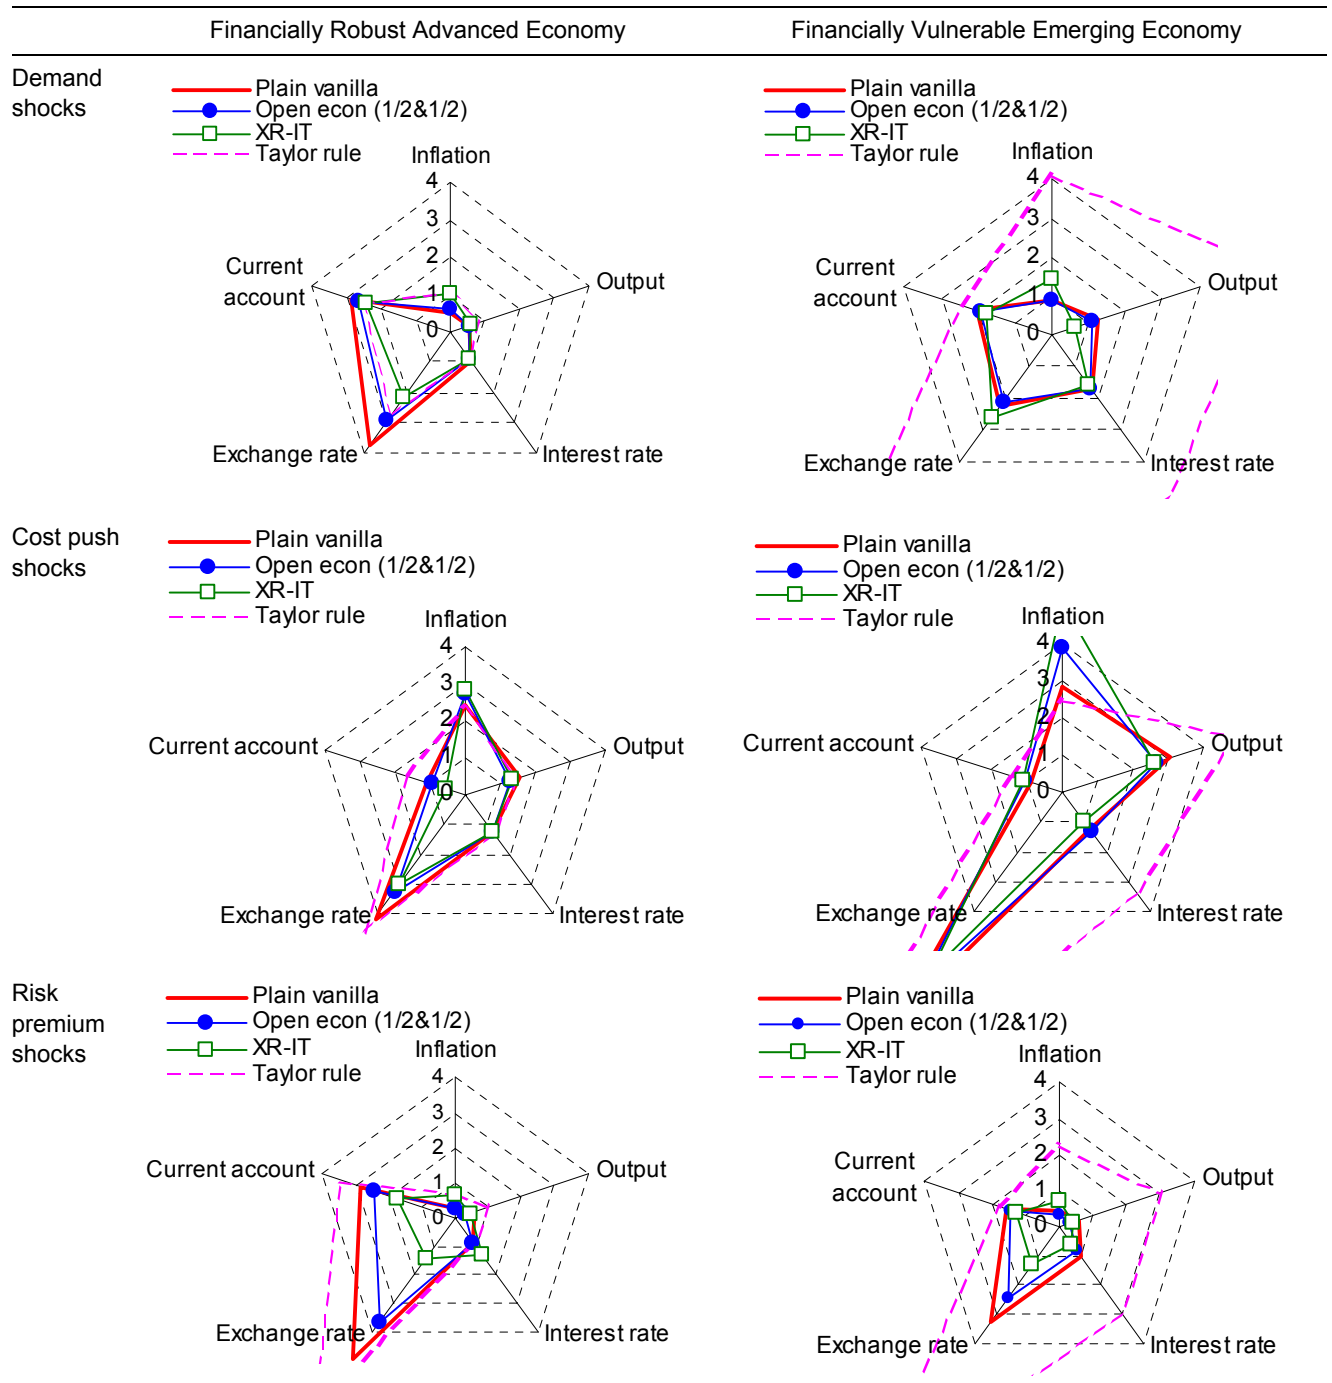 Financially Robust Advanced Economy
Financially Vulnerable Emerging Economy
Demand
shocks
Plain vanilla
Open econ (1/2&1/2)
XR-IT
Taylor rule
Inflation
4
3
2
1
0
Output
Interest rate
Exchange rate
Current
account
Plain vanilla
Open econ (1/2&1/2)
XR-IT
Taylor rule
Inflation
4
3
2
1
0
Output
Interest rate
Exchange rate
Current
account
Cost push
shocks
Plain vanilla
Open econ (1/2&1/2)
XR-IT
Taylor rule
Inflation
4
3
2
1
0
Output
Interest rate
Exchange rate
Current account
Plain vanilla
Open econ (1/2&1/2)
XR-IT
Taylor rule
Inflation
4
3
2
1
0
Output
Interest rate
Exchange rate
Current account
Risk
premium
shocks
Plain vanilla
Open econ (1/2&1/2)
XR-IT
Taylor rule
Inflation
4
3
2
1
0
Output
Interest rate
Exchange rate
Current account
Plain vanilla
Open econ (1/2&1/2)
XR-IT
Taylor rule
Inflation
4
3
2
1
0
Output
Interest rate
Exchange rate
Current
account